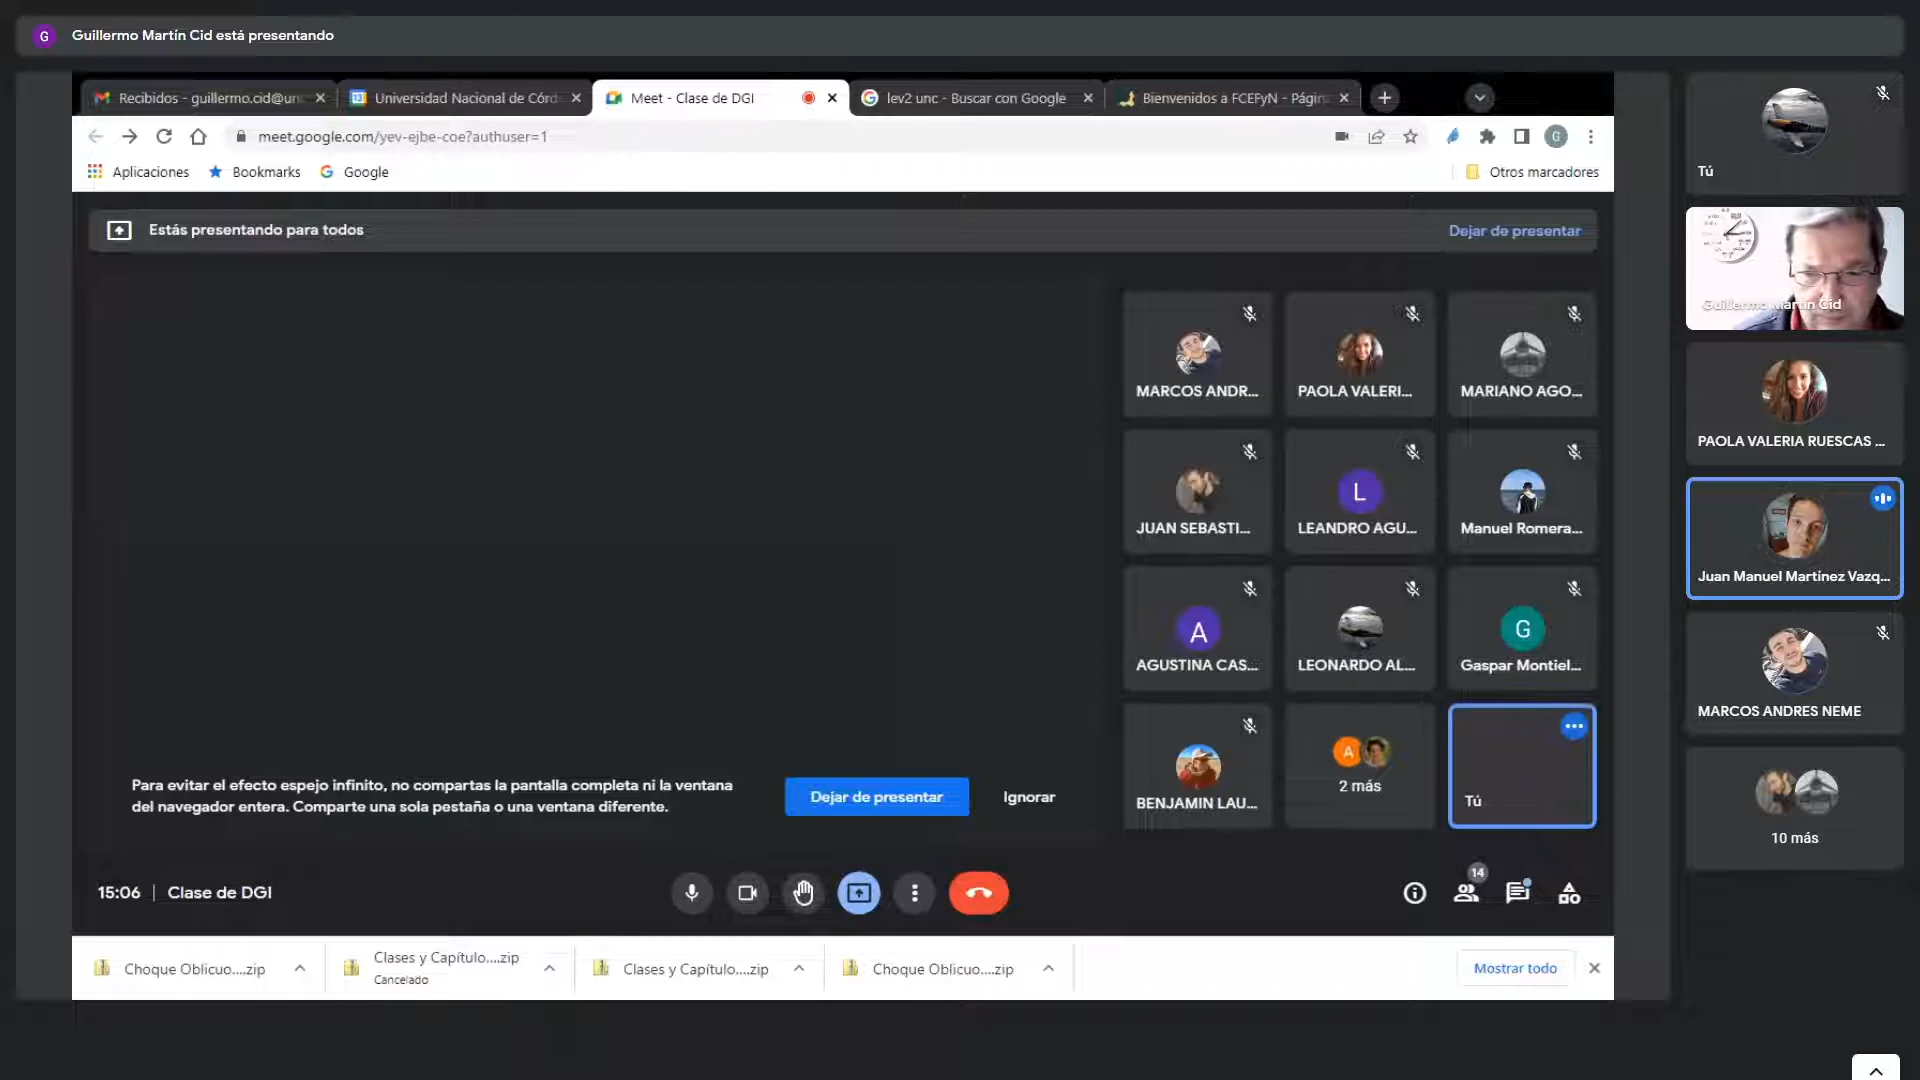 G Guillermo Martín Cid está presentando
Recibidos - guillermo.cid@un
Universidad Nacional de Córd
Meet - Clase de DGI
lev2 unc - Buscar con Google
Bienvenidos a FCEFyN - Págin
meet.google.com/yev-ejbe-coe?authuser=1
G
Aplicaciones
Bookmarks
Google
Otros marcadores
Estás presentando para todos
Dejar de presentar
MARCOS ANDR...
PAOLA VALERI...
MARIANO AGO...
JUAN SEBASTI...
L
LEANDRO AGU...
Manuel Romera...
A
AGUSTINA CAS...
LEONARDO AL...
G
Gaspar Montiel...
BENJAMIN LAU...
A
2 más
Tú
Para evitar el efecto espejo infinito, no compartas la pantalla completa ni la ventana
del navegador entera. Comparte una sola pestaña o una ventana diferente.
Dejar de presentar
Ignorar
15:06 | Clase de DGI
14
Choque Oblicuo....zip
Clases y Capítulo....zip
Cancelado
Clases y Capítulo....zip
Choque Oblicuo....zip
Mostrar todo
Tú
Guillermo Martín Cid
PAOLA VALERIA RUESCAS ...
Juan Manuel Martínez Vazq...
MARCOS ANDRES NEME
10 más